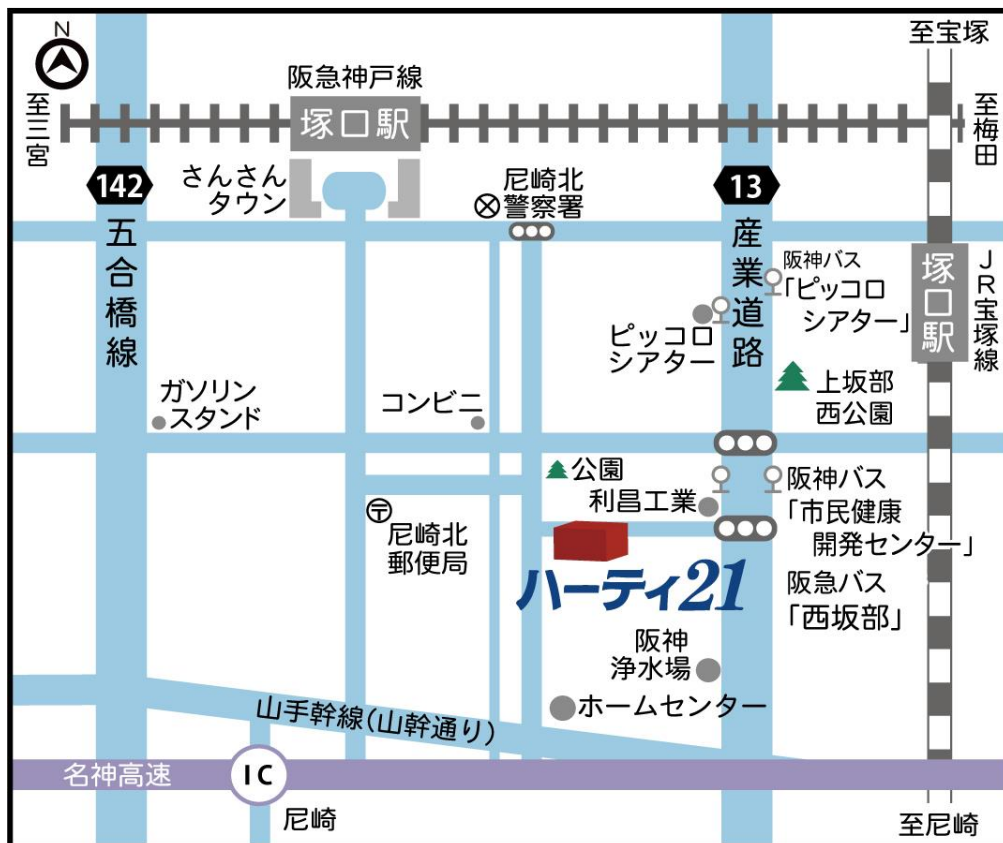 N
至宝塚
阪急神戸線
至三宮
塚口駅
至梅田
142
さんさん
タウン
尼崎北
警察署
13
五合橋線
産業道路
阪神バス
「ピッコロ
シアター」
塚口駅
JR宝塚線
ピッコロ
シアター
ガソリン
スタンド
コンビニ
上坂部
西公園
公園
利昌工業
阪神バス
「市民健康
開発センター」
〒
尼崎北
郵便局
ハーティ21
阪急バス
「西坂部」
阪神
浄水場
山手幹線(山幹通り)
ホームセンター
名神高速
IC
尼崎
至尼崎